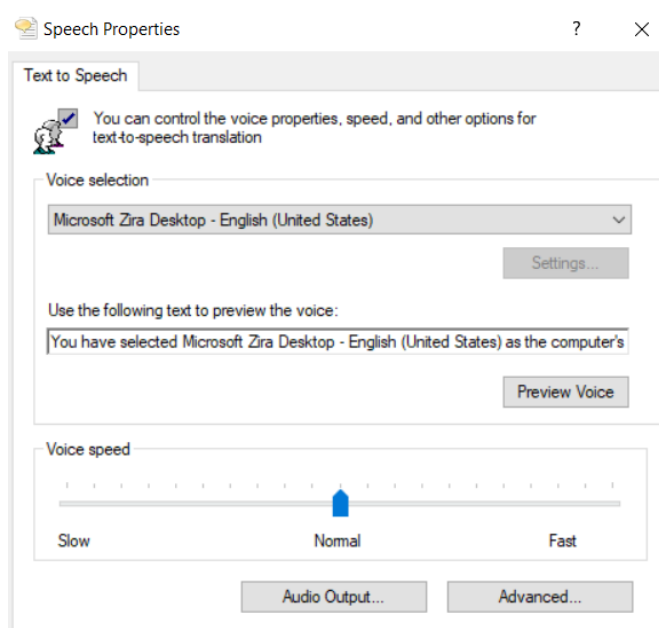 Speech Properties
?
Text to Speech
You can control the voice properties, speed, and other options for
text-to-speech translation
Voice selection
Microsoft Zira Desktop - English (United States)
Settings...
Use the following text to preview the voice:
You have selected Microsoft Zira Desktop - English (United States) as the computer's
Preview Voice
Voice speed
Slow Normal Fast
Audio Output... Advanced...